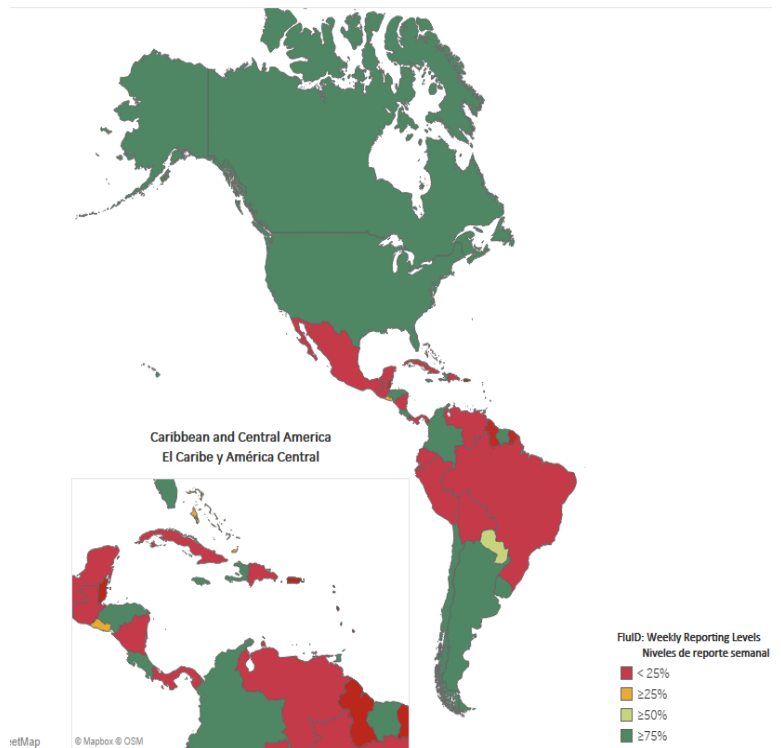 Caribbean and Central America
El Caribe y América Central
FluID: Weekly Reporting Levels
Niveles de reporte semanal
< 25%
≥25%
≥50%
≥75%
eetMap
© Mapbox © OSM